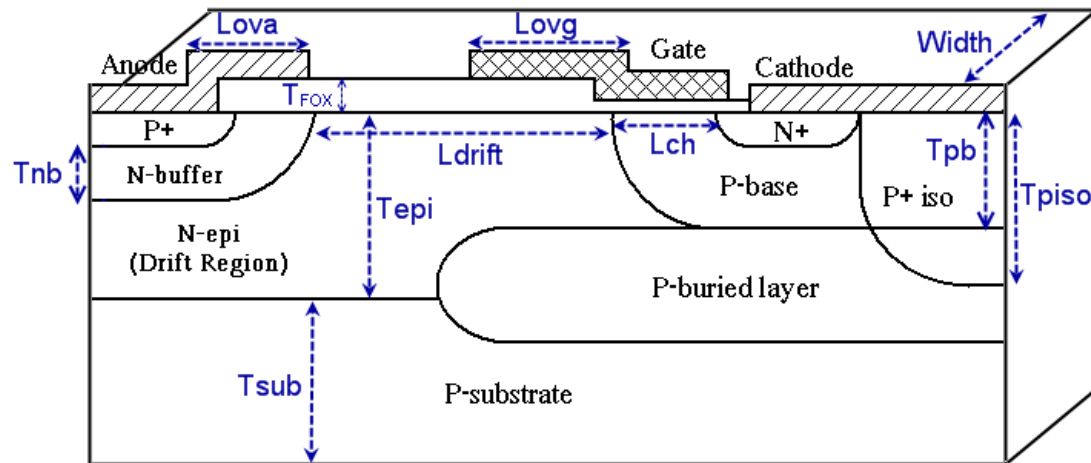 Lova
Lovg
Width
Anode
Gate
Cathode
TFOX
P+
N+
Tnb
N-buffer
Ldrift
Lch
Tpb
Tepi
P-base
P+ iso
Tpiso
N-epi
(Drift Region)
P-buried layer
Tsub
P-substrate